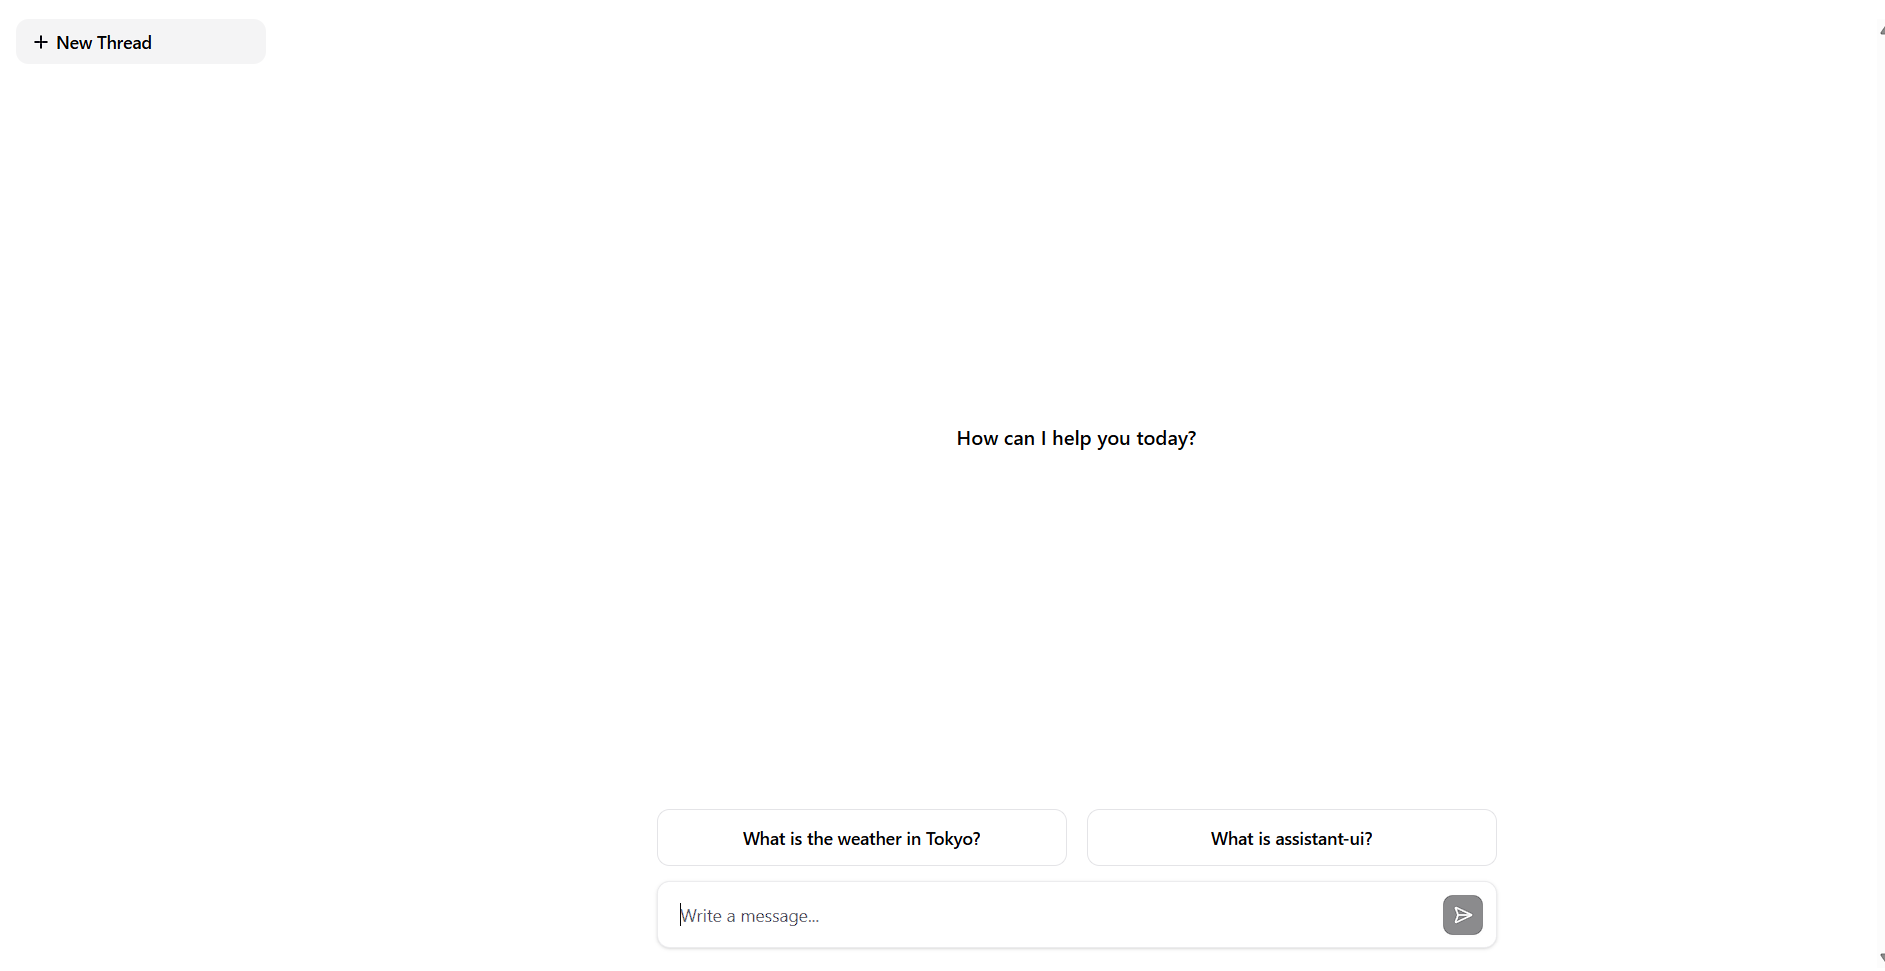 New Thread
How can I help you today?
What is the weather in Tokyo?
What is assistant-ui?
Write a message...